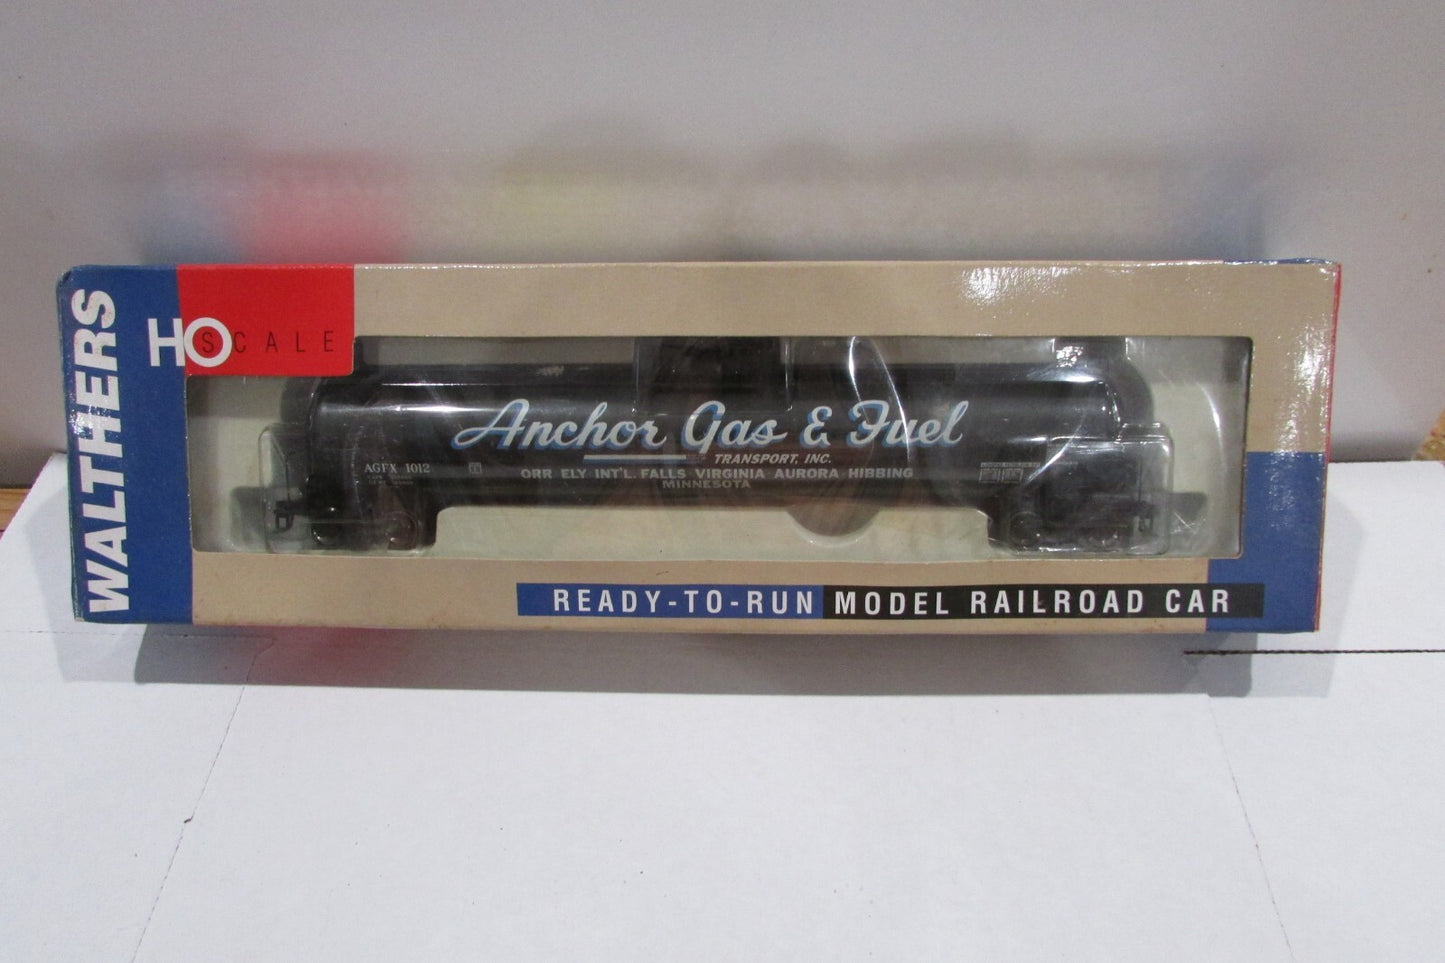 WALTHERS
HO SCALE
Anchor Gas & Fuel
TRANSPORT, INC.
AGFX 1012
ORR ELY INT'L. FALLS VIRGINIA AURORA HIBBING
MINNESOTA
READY-TO-RUN MODEL RAILROAD CAR